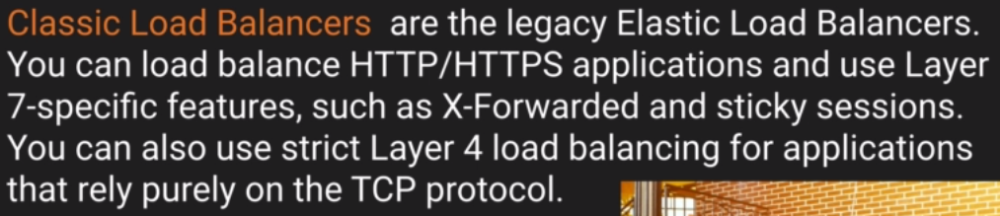 Classic Load Balancers are the legacy Elastic Load Balancers.
You can load balance HTTP/HTTPS applications and use Layer
7-specific features, such as X-Forwarded and sticky sessions.
You can also use strict Layer 4 load balancing for applications
that rely purely on the TCP protocol.